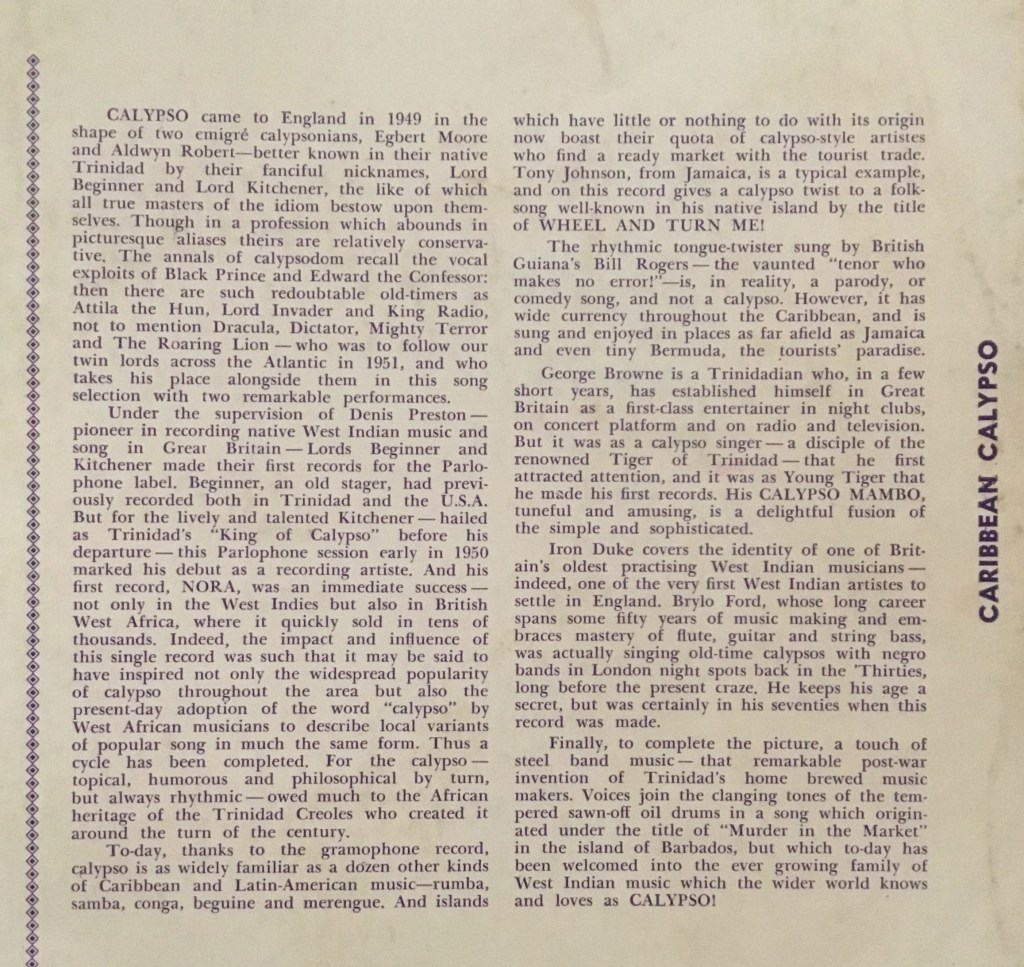 CALYPSO came to England in 1949 in the
shape of two emigré calypsonians, Egbert Moore
and Aldwyn Robert—better known in their native
Trinidad by their fanciful nicknames, Lord
Beginner and Lord Kitchener, the like of which
all true masters of the idiom bestow upon them-
selves. Though in a profession which abounds in
picturesque aliases theirs are relatively conserva-
tive. The annals of calypsodom recall the vocal
exploits of Black Prince and Edward the Confessor:
then there are such redoubtable old-timers as
Attila the Hun, Lord Invader and King Radio,
not to mention Dracula, Dictator, Mighty Terror
and The Roaring Lion — who was to follow our
twin lords across the Atlantic in 1951, and who
takes his place alongside them in this song
selection with two remarkable performances.
Under the supervision of Denis Preston —
pioneer in recording native West Indian music and
song in Great Britain — Lords Beginner and
Kitchener made their first records for the Parlo-
phone label. Beginner, an old stager, had previ-
ously recorded both in Trinidad and the U.S.A.
But for the lively and talented Kitchener — hailed
as Trinidad's "King of Calypso" before his
departure — this Parlophone session early in 1950
marked his debut as a recording artiste. And his
first record, NORA, was an immediate success —
not only in the West Indies but also in British
West Africa, where it quickly sold in tens of
thousands. Indeed, the impact and influence of
this single record was such that it may be said to
have inspired not only the widespread popularity
of calypso throughout the area but also the
present-day adoption of the word "calypso" by
West African musicians to describe local variants
of popular song in much the same form. Thus a
cycle has been completed. For the calypso —
topical, humorous and philosophical by turn,
but always rhythmic — owed much to the African
heritage of the Trinidad Creoles who created it
around the turn of the century.
To-day, thanks to the gramophone record,
calypso is as widely familiar as a dozen other kinds
of Caribbean and Latin-American music—rumba,
samba, conga, beguine and merengue. And islands
which have little or nothing to do with its origin
now boast their quota of calypso-style artistes
who find a ready market with the tourist trade.
Tony Johnson, from Jamaica, is a typical example,
and on this record gives a calypso twist to a folk-
song well-known in his native island by the title
of WHEEL AND TURN ME!
The rhythmic tongue-twister sung by British
Guiana's Bill Rogers — the vaunted "tenor who
makes no error!"—is, in reality, a parody, or
comedy song, and not a calypso. However, it has
wide currency throughout the Caribbean, and is
sung and enjoyed in places as far afield as Jamaica
and even tiny Bermuda, the tourists' paradise.
George Browne is a Trinidadian who, in a few
short years, has established himself in Great
Britain as a first-class entertainer in night clubs,
on concert platform and on radio and television.
But it was as a calypso singer — a disciple of the
renowned Tiger of Trinidad — that he first
attracted attention, and it was as Young Tiger that
he made his first records. His CALYPSO MAMBO,
tuneful and amusing, is a delightful fusion of
the simple and sophisticated.
Iron Duke covers the identity of one of Brit-
ain's oldest practising West Indian musicians —
indeed, one of the very first West Indian artistes to
settle in England. Brylo Ford, whose long career
spans some fifty years of music making and em-
braces mastery of flute, guitar and string bass,
was actually singing old-time calypsos with negro
bands in London night spots back in the 'Thirties,
long before the present craze. He keeps his age a
secret, but was certainly in his seventies when this
record was made.
Finally, to complete the picture, a touch of
steel band music — that remarkable post-war
invention of Trinidad's home brewed music
makers. Voices join the clanging tones of the tem-
pered sawn-off oil drums in a song which origin-
ated under the title of "Murder in the Market"
in the island of Barbados, but which to-day has
been welcomed into the ever growing family of
West Indian music which the wider world knows
and loves as CALYPSO!
CARIBBEAN CALYPSO